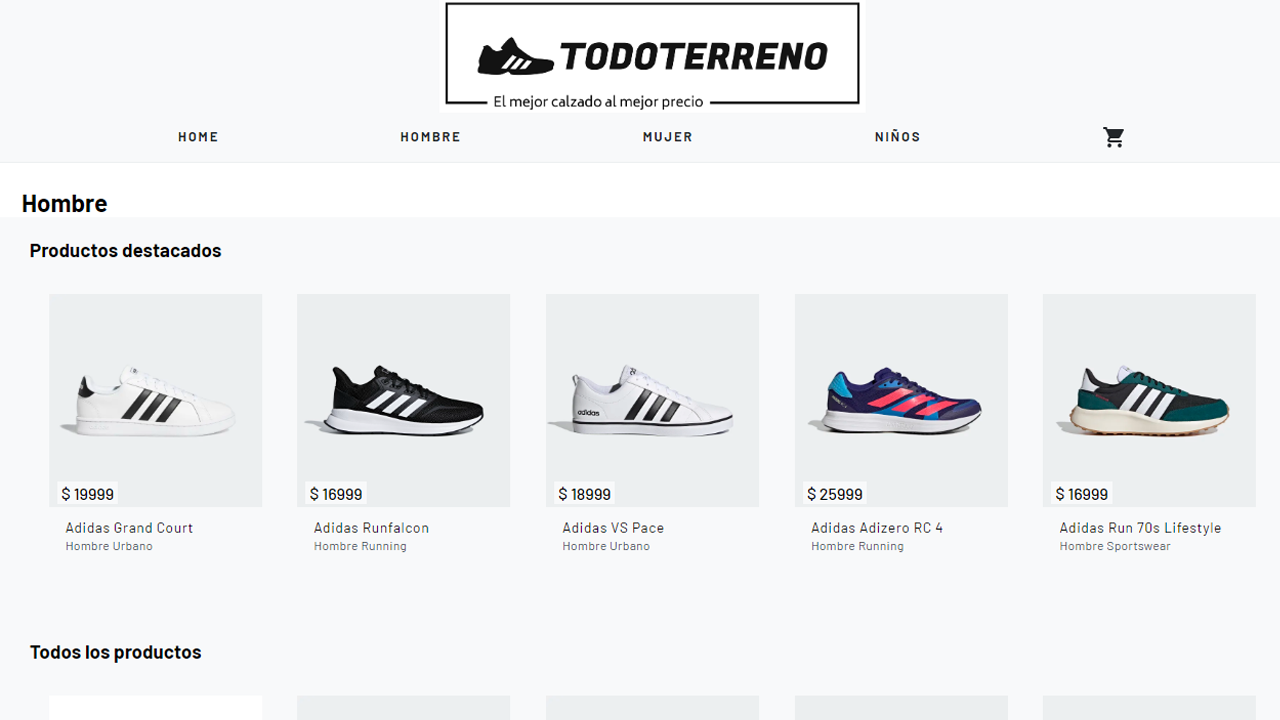 TODOTERRENO
El mejor calzado al mejor precio
HOME HOMBRE MUJER NIÑOS
Hombre
Productos destacados
$ 19999 $ 16999 $ 18999 $ 25999 $ 16999
Adidas Grand Court Adidas Runfalcon Adidas VS Pace Adidas Adizero RC 4 Adidas Run 70s Lifestyle
Hombre Urbano Hombre Running Hombre Urbano Hombre Running Hombre Sportswear
Todos los productos